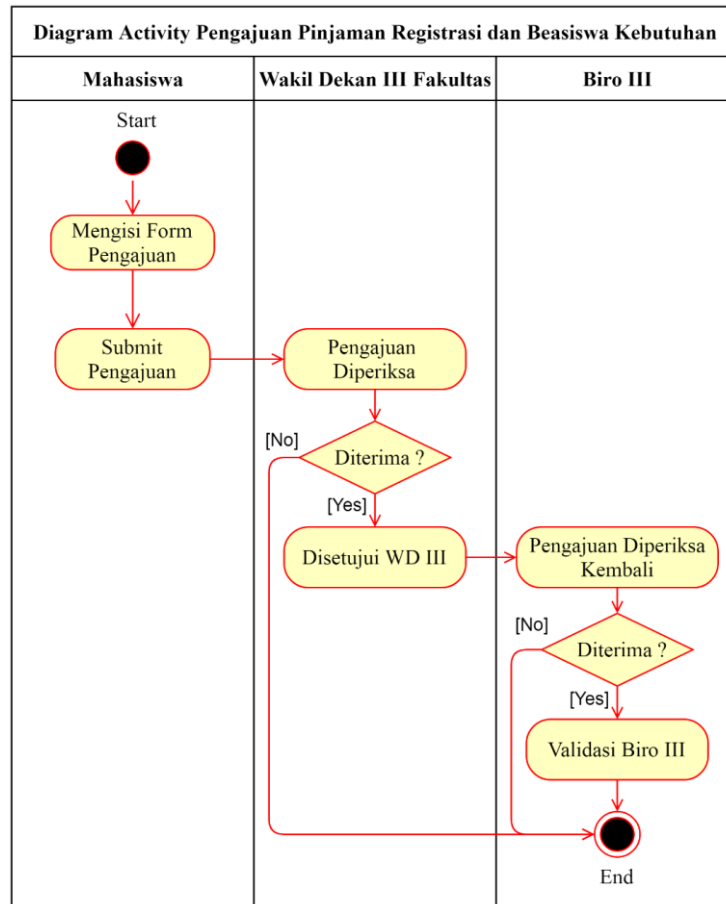 Diagram Activity Pengajuan Pinjaman Registrasi dan Beasiswa Kebutuhan
Mahasiswa
Wakil Dekan III Fakultas
Biro III
Start
Mengisi Form
Pengajuan
Submit
Pengajuan
Pengajuan
Diperiksa
[No]
Diterima ?
[Yes]
Disetujui WD III
Pengajuan Diperiksa
Kembali
[No]
Diterima ?
[Yes]
Validasi Biro III
End